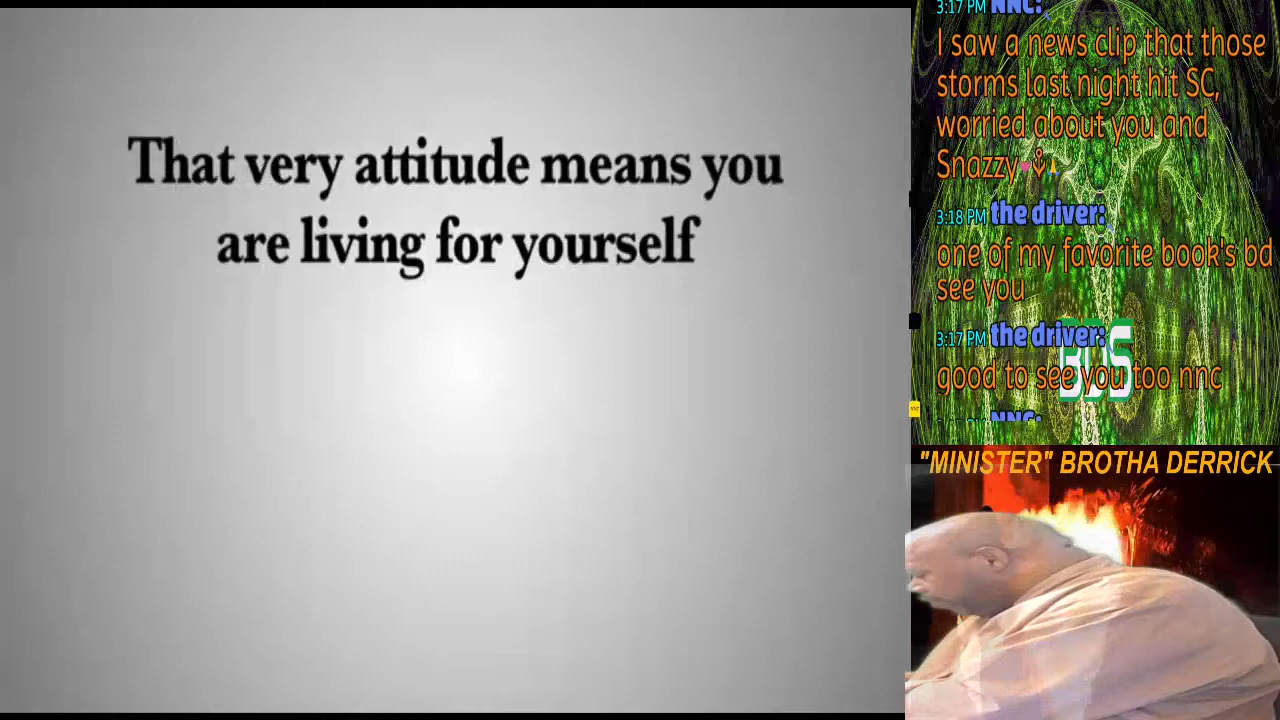 That very attitude means you
are living for yourself
3:17 PM NNC:
I saw a news clip that those
storms last night hit SC,
worried about you and
Snazzy
3:18 PM the driver:
one of my favorite book's bd
see you
3:17 PM the driver:
good to see you too nnc
NNC:
BDS
"MINISTER" BROTHA DERRICK